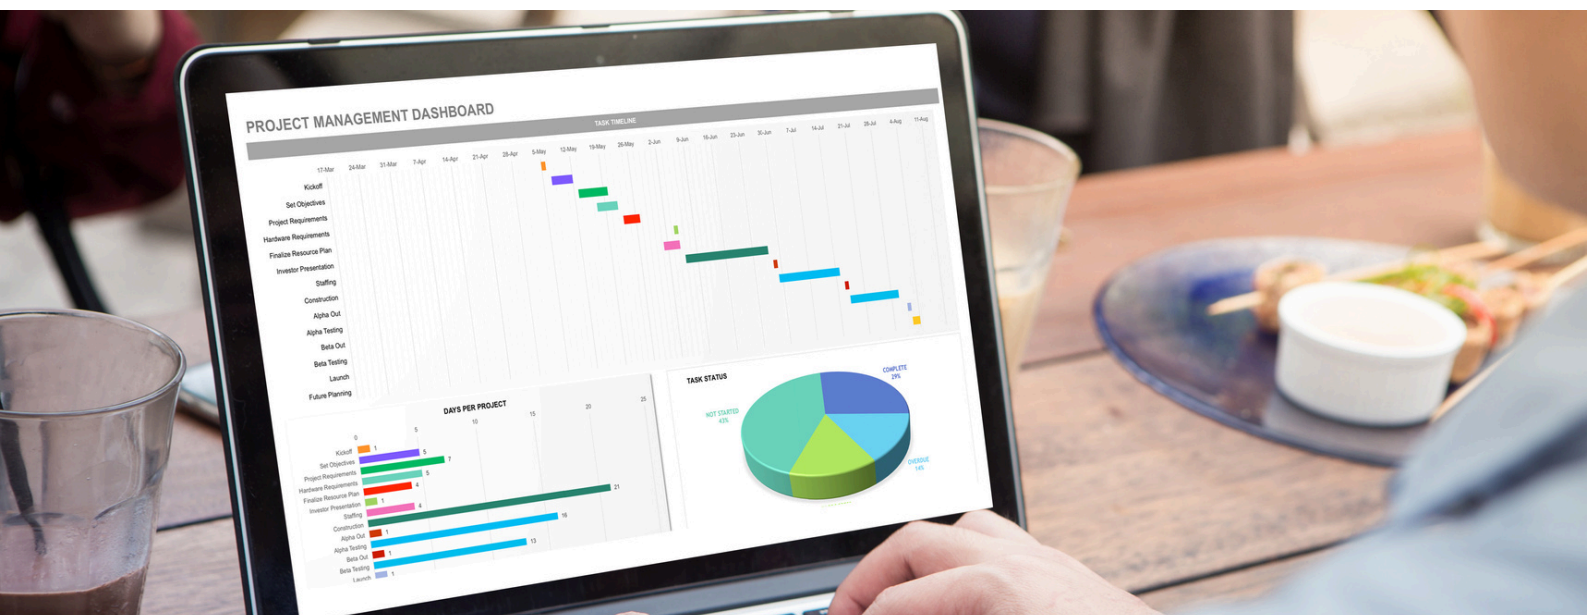 PROJECT MANAGEMENT DASHBOARD
TASK TIMELINE
17-Mar 24-Mar 31-Mar 7-Apr 14-Apr 21-Apr 28-Apr 5-May 12-May 19-May 26-May 2-Jun 9-Jun 16-Jun 23-Jun 30-Jun 7-Jul 14-Jul 21-Jul 28-Jul 4-Aug 11-Aug
Kickoff
Set Objectives
Project Requirements
Hardware Requirements
Finalize Resource Plan
Investor Presentation
Staffing
Construction
Alpha Out
Alpha Testing
Beta Out
Beta Testing
Launch
Future Planning
DAYS PER PROJECT
0 5 10 15 20 25
Kickoff 1
Set Objectives 5
Project Requirements 7
Hardware Requirements 5
Finalize Resource Plan 4
Investor Presentation 1
Staffing 4
Construction 21
Alpha Out 1
Alpha Testing 16
Beta Out 1
Beta Testing 13
Launch 1
TASK STATUS
COMPLETE
29%
NOT STARTED
43%
OVERDUE
14%